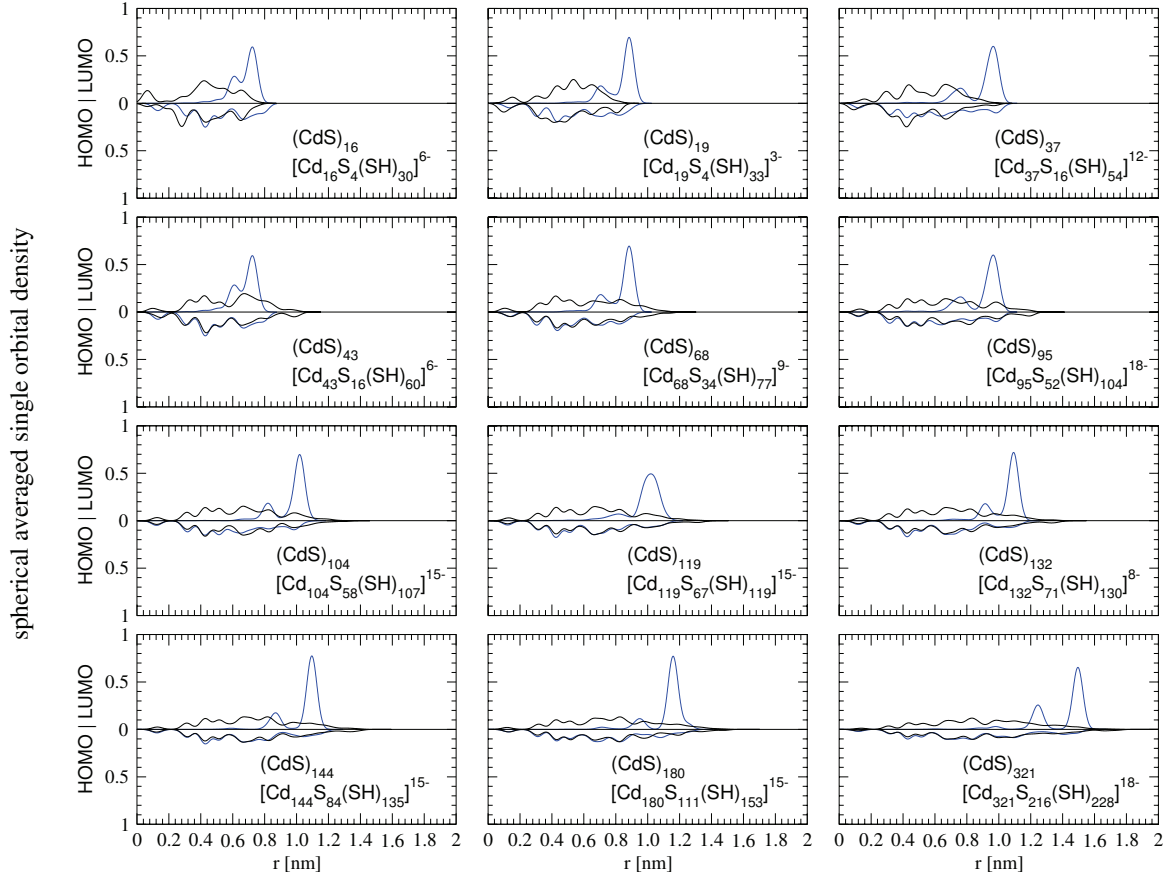 spherical averaged single orbital density
HOMO | LUMO
1
0.5
0
0.5
1
(CdS)₁₆
[Cd₁₆S₄(SH)₃₀]⁶⁻
(CdS)₁₉
[Cd₁₉S₄(SH)₃₃]³⁻
(CdS)₃₇
[Cd₃₇S₁₆(SH)₅₄]¹²⁻
HOMO | LUMO
1
0.5
0
0.5
1
(CdS)₄₃
[Cd₄₃S₁₆(SH)₆₀]⁶⁻
(CdS)₆₈
[Cd₆₈S₃₄(SH)₇₇]⁹⁻
(CdS)₉₅
[Cd₉₅S₅₂(SH)₁₀₄]¹⁸⁻
HOMO | LUMO
1
0.5
0
0.5
1
(CdS)₁₀₄
[Cd₁₀₄S₅₈(SH)₁₀₇]¹⁵⁻
(CdS)₁₁₉
[Cd₁₁₉S₆₇(SH)₁₁₉]¹⁵⁻
(CdS)₁₃₂
[Cd₁₃₂S₇₁(SH)₁₃₀]⁸⁻
HOMO | LUMO
1
0.5
0
0.5
1
(CdS)₁₄₄
[Cd₁₄₄S₈₄(SH)₁₃₅]¹⁵⁻
(CdS)₁₈₀
[Cd₁₈₀S₁₁₁(SH)₁₅₃]¹⁵⁻
(CdS)₃₂₁
[Cd₃₂₁S₂₁₆(SH)₂₂₈]¹⁸⁻
0 0.2 0.4 0.6 0.8 1.0 1.2 1.4 1.6 1.8 2
0 0.2 0.4 0.6 0.8 1.0 1.2 1.4 1.6 1.8 2
0 0.2 0.4 0.6 0.8 1.0 1.2 1.4 1.6 1.8 2
r [nm]
r [nm]
r [nm]